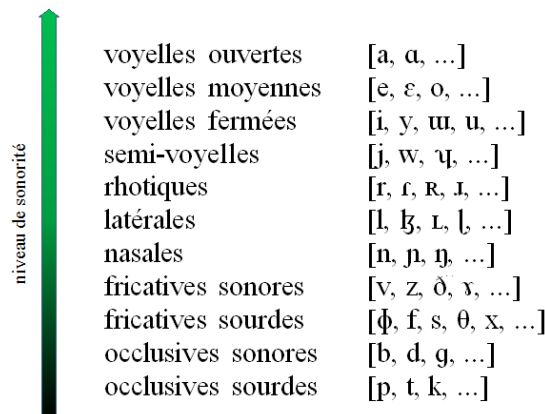 niveau de sonorité
voyelles ouvertes [a, ɑ, ...]
voyelles moyennes [e, ɛ, o, ...]
voyelles fermées [i, y, ɯ, u, ...]
semi-voyelles [j, w, ɥ, ...]
rhotiques [r, ɾ, ʀ, ɹ, ...]
latérales [l, ɮ, ʟ, ɭ, ...]
nasales [n, ɲ, ŋ, ...]
fricatives sonores [v, z, ð, ɤ, ...]
fricatives sourdes [ɸ, f, s, θ, x, ...]
occlusives sonores [b, d, g, ...]
occlusives sourdes [p, t, k, ...]